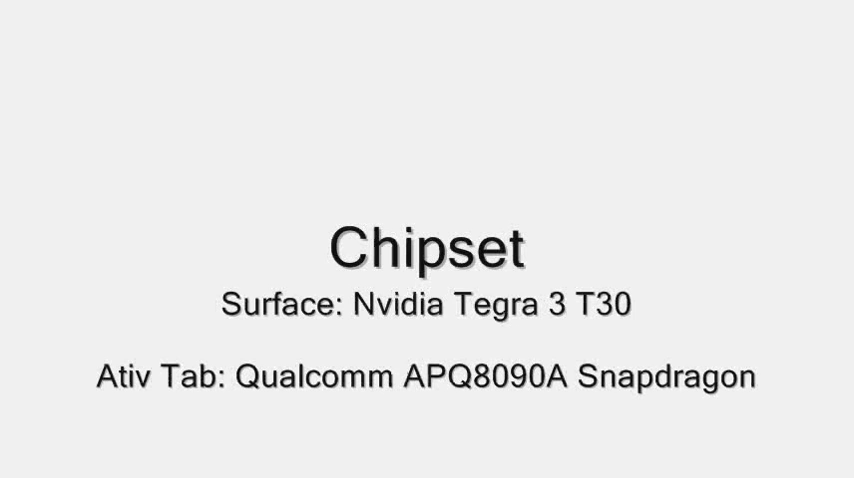 Chipset
Surface: Nvidia Tegra 3 T30
Ativ Tab: Qualcomm APQ8090A Snapdragon